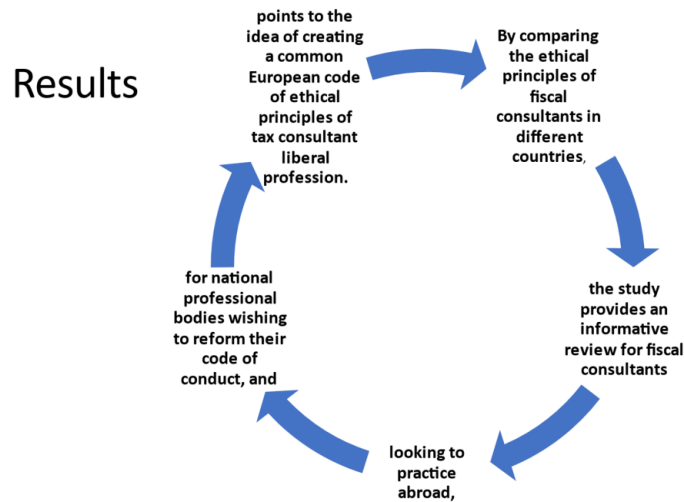 Results
By comparing
the ethical
principles of
fiscal
consultants in
different
countries,
the study
provides an
informative
review for fiscal
consultants
looking to
practice
abroad,
for national
professional
bodies wishing
to reform their
code of
conduct, and
points to the
idea of creating
a common
European code
of ethical
principles of
tax consultant
liberal
profession.